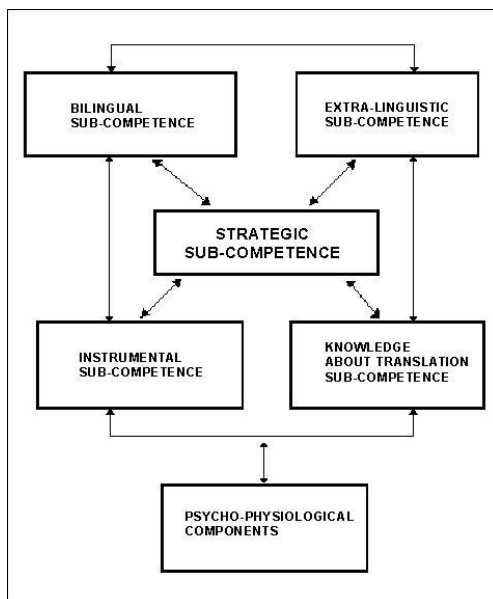 BILINGUAL
SUB-COMPETENCE
EXTRA-LINGUISTIC
SUB-COMPETENCE
STRATEGIC
SUB-COMPETENCE
INSTRUMENTAL
SUB-COMPETENCE
KNOWLEDGE
ABOUT TRANSLATION
SUB-COMPETENCE
PSYCHO-PHYSIOLOGICAL
COMPONENTS